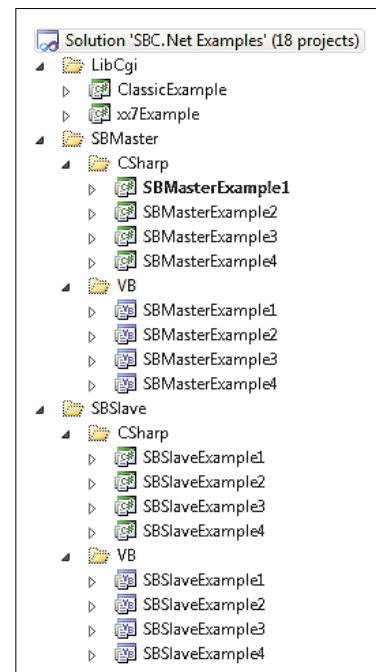 Solution 'SBC.Net Examples' (18 projects)
LibCgi
ClassicExample
xx7Example
SBMaster
CSharp
SBMasterExample1
SBMasterExample2
SBMasterExample3
SBMasterExample4
VB
SBMasterExample1
SBMasterExample2
SBMasterExample3
SBMasterExample4
SBSlave
CSharp
SBSlaveExample1
SBSlaveExample2
SBSlaveExample3
SBSlaveExample4
VB
SBSlaveExample1
SBSlaveExample2
SBSlaveExample3
SBSlaveExample4